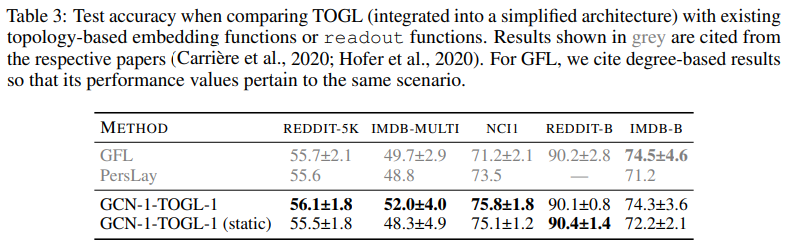 Table 3: Test accuracy when comparing TOGL (integrated into a simplified architecture) with existing
topology-based embedding functions or readout functions. Results shown in grey are cited from
the respective papers (Carrière et al., 2020; Hofer et al., 2020). For GFL, we cite degree-based results
so that its performance values pertain to the same scenario.
METHOD REDDIT-5K IMDB-MULTI NCI1 REDDIT-B IMDB-B
GFL 55.7±2.1 49.7±2.9 71.2±2.1 90.2±2.8 74.5±4.6
PersLay 55.6 48.8 73.5 — 71.2
GCN-1-TOGL-1 56.1±1.8 52.0±4.0 75.8±1.8 90.1±0.8 74.3±3.6
GCN-1-TOGL-1 (static) 55.5±1.8 48.3±4.9 75.1±1.2 90.4±1.4 72.2±2.1